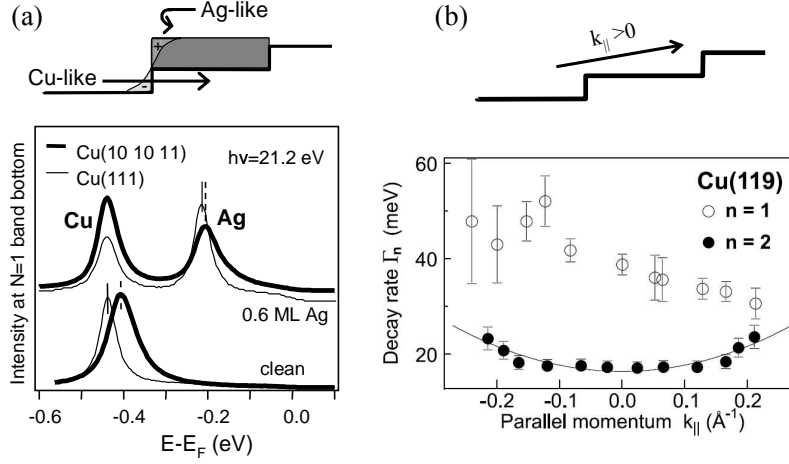 (a)
Ag-like
+
Cu-like
-
Cu(10 10 11)
Cu(111)
hν=21.2 eV
Cu
Ag
0.6 ML Ag
clean
Intensity at N=1 band bottom
-0.6
-0.4
-0.2
0.0
E-E_F (eV)
(b)
k_|| >0
Cu(119)
n = 1
n = 2
Decay rate Γ_n (meV)
60
40
20
-0.2
-0.1
0.0
0.1
0.2
Parallel momentum k_|| (Å⁻¹)